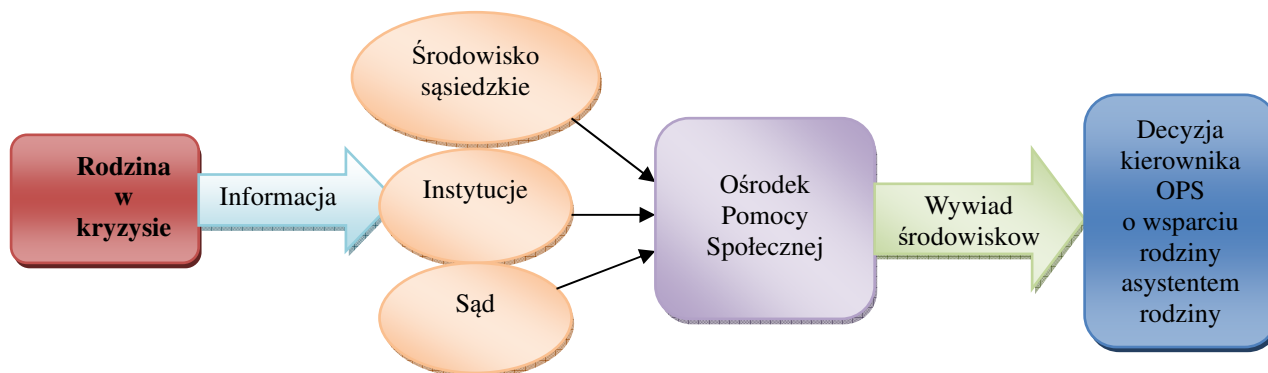 Rodzina
w
kryzysie
Informacja
Środowisko
sąsiedzkie
Instytucje
Sąd
Ośrodek
Pomocy
Społecznej
Wywiad
środowiskow
Decyzja
kierownika
OPS
o wsparciu
rodziny
asystentem
rodziny